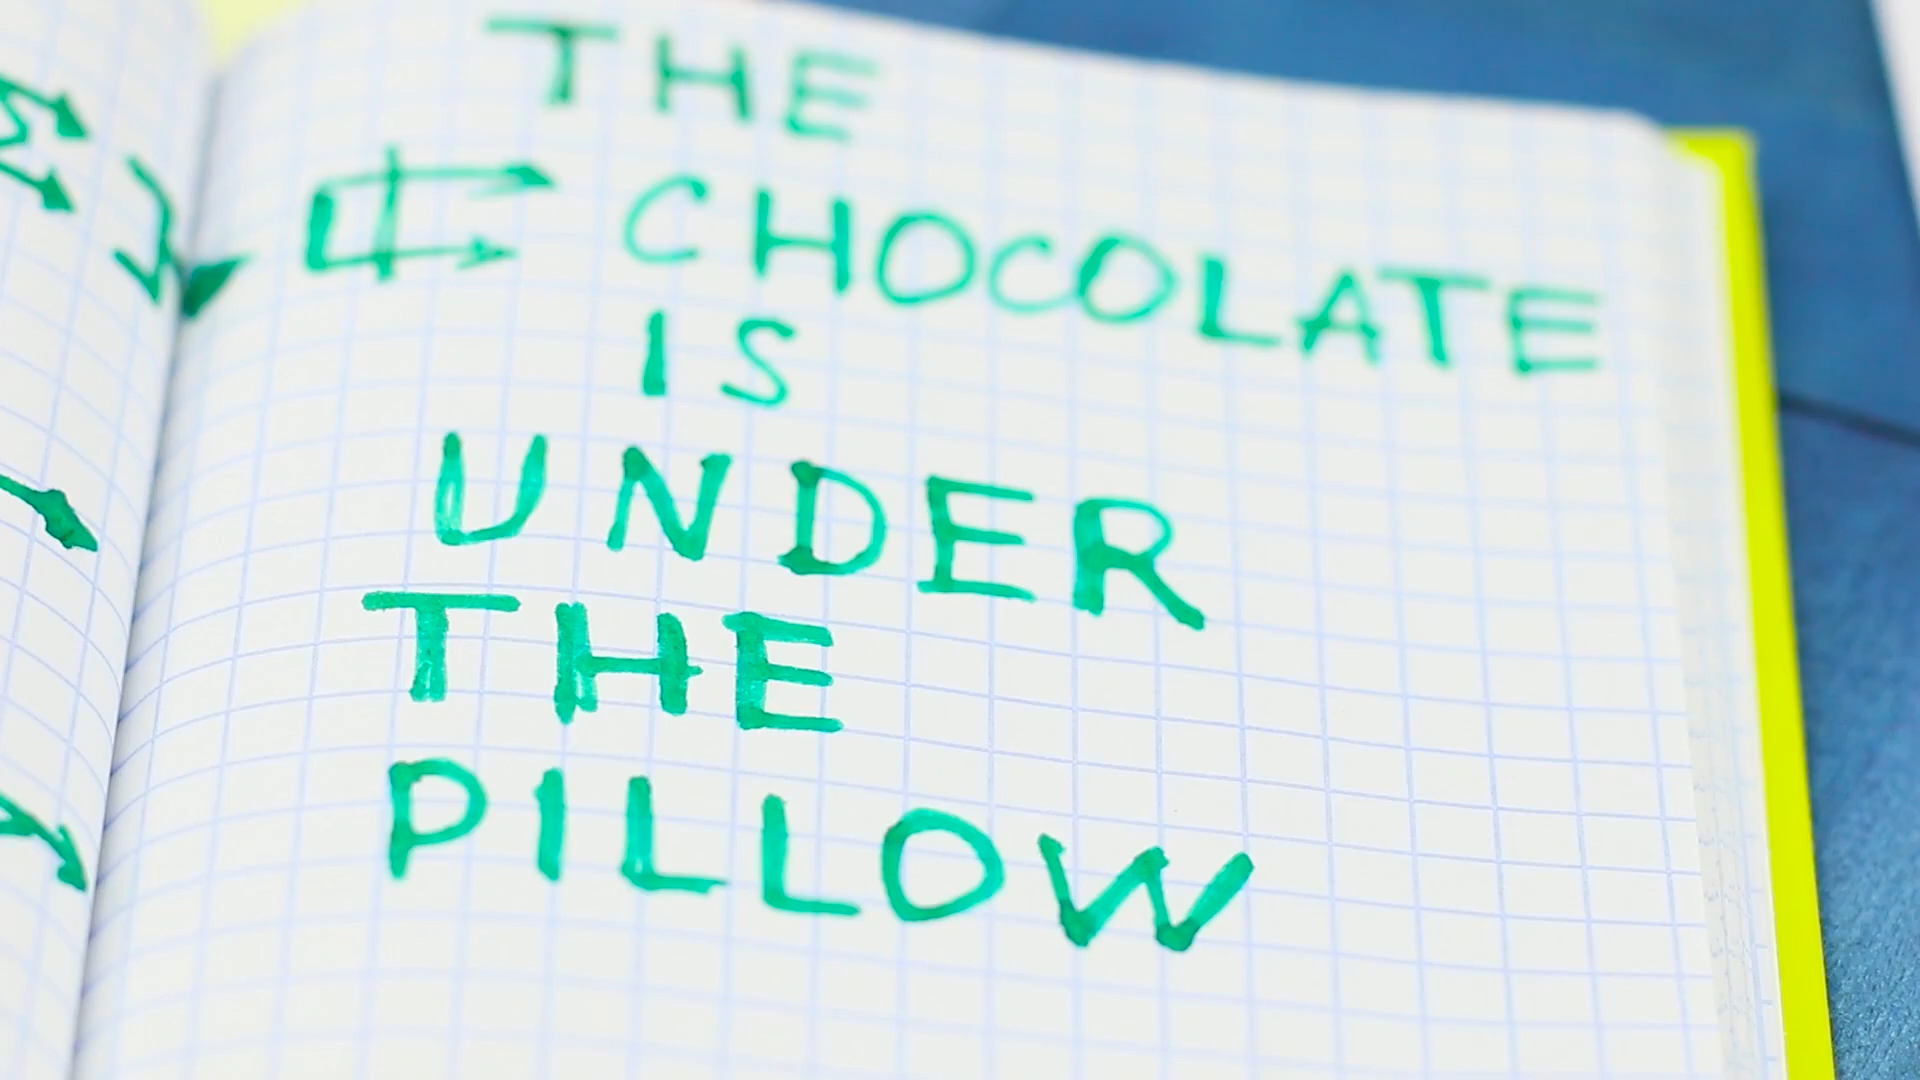 THE
CHOCOLATE
IS
UNDER
THE
PILLOW